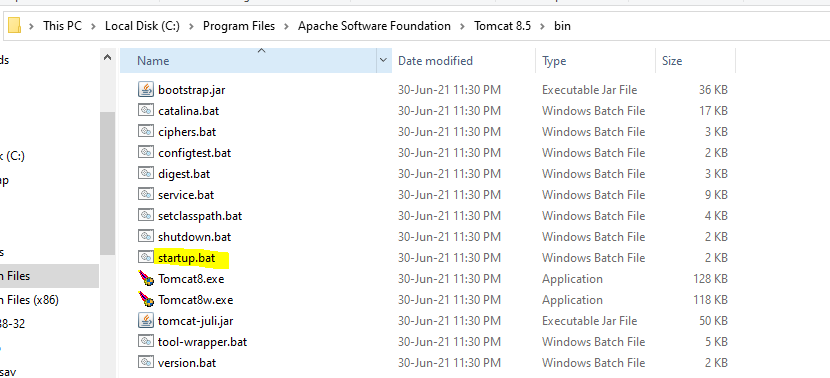 This PC > Local Disk (C:) > Program Files > Apache Software Foundation > Tomcat 8.5 > bin
Name Date modified Type Size
bootstrap.jar 30-Jun-21 11:30 PM Executable Jar File 36 KB
catalina.bat 30-Jun-21 11:30 PM Windows Batch File 17 KB
ciphers.bat 30-Jun-21 11:30 PM Windows Batch File 3 KB
configtest.bat 30-Jun-21 11:30 PM Windows Batch File 2 KB
digest.bat 30-Jun-21 11:30 PM Windows Batch File 3 KB
service.bat 30-Jun-21 11:30 PM Windows Batch File 9 KB
setclasspath.bat 30-Jun-21 11:30 PM Windows Batch File 4 KB
shutdown.bat 30-Jun-21 11:30 PM Windows Batch File 2 KB
startup.bat 30-Jun-21 11:30 PM Windows Batch File 2 KB
Tomcat8.exe 30-Jun-21 11:30 PM Application 128 KB
Tomcat8w.exe 30-Jun-21 11:30 PM Application 118 KB
tomcat-juli.jar 30-Jun-21 11:30 PM Executable Jar File 50 KB
tool-wrapper.bat 30-Jun-21 11:30 PM Windows Batch File 5 KB
version.bat 30-Jun-21 11:30 PM Windows Batch File 2 KB
ds
(C:)
ap
s
n Files
n Files (x86)
38-32
sav